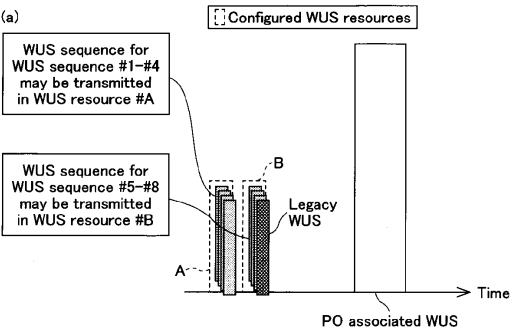 (a)
Configured WUS resources
WUS sequence for
WUS sequence #1-#4
may be transmitted
in WUS resource #A
WUS sequence for
WUS sequence #5-#8
may be transmitted
in WUS resource #B
B
Legacy
WUS
A
Time
PO associated WUS